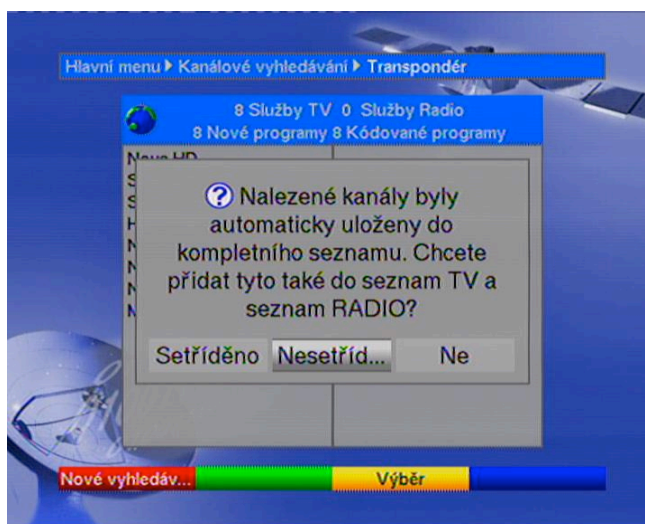 Hlavní menu Kanálové vyhledávání Transpondér
8 Služby TV 0 Služby Radio
8 Nové programy 8 Kódované programy
Nova HD
Nalezené kanály byly
automaticky uloženy do
kompletního seznamu. Chcete
přidat tyto také do seznam TV a
seznam RADIO?
Setříděno Nesetříd... Ne
Nové vyhledáv... Výběr